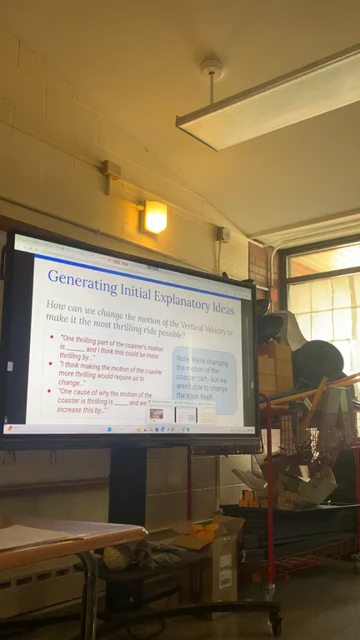 Generating Initial Explanatory Ideas
How can we change the motion of the Vertical Velocity to
make it the most thrilling ride possible?
• "One thrilling part of the coaster's motion
is _____ and I think this could be more
thrilling by..."
• "I think making the motion of the coaster
more thrilling would require us to
change..."
• "One cause of why the motion of the
coaster is thrilling is _____ and we
increase this by..."
Note: We're changing
the motion of the
coaster cart - but we
aren't able to change
the track itself.